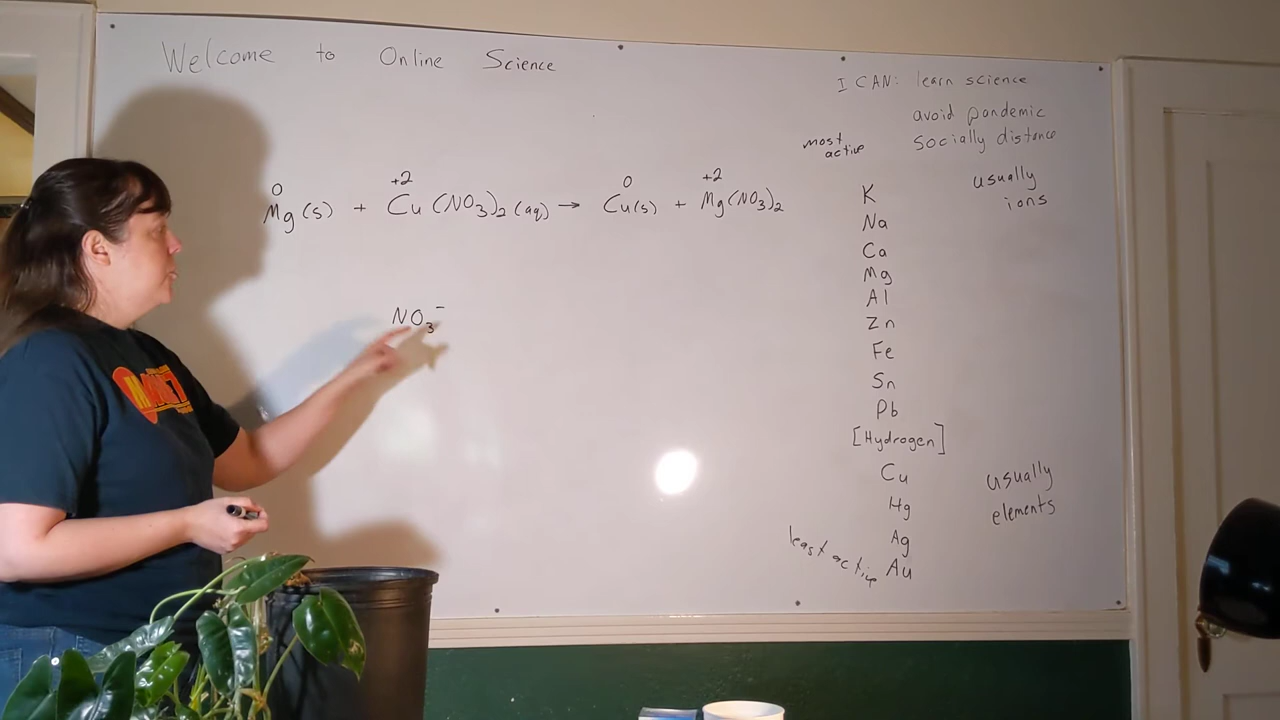 Welcome to Online Science
I CAN: learn science
avoid pandemic
socially distance
most active
usually ions
0 +2 0 +2
Mg(s) + Cu(NO3)2(aq) → Cu(s) + Mg(NO3)2
NO3⁻
K
Na
Ca
Mg
Al
Zn
Fe
Sn
Pb
[Hydrogen]
Cu
Hg
Ag
Au
usually
elements
least active